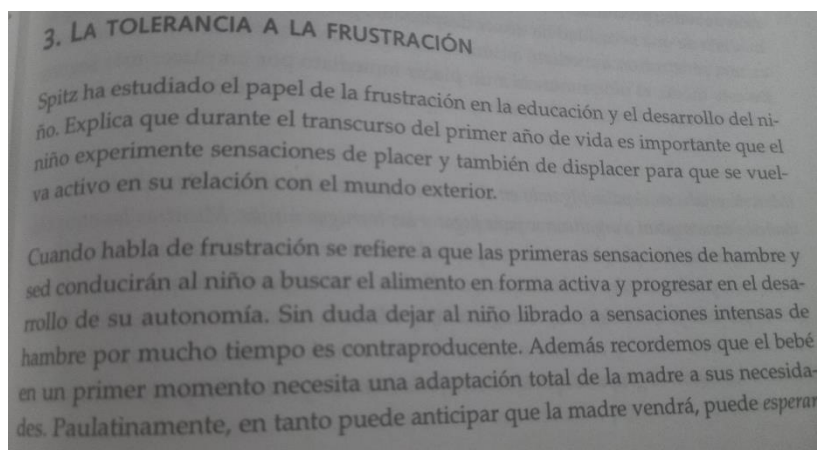 3. LA TOLERANCIA A LA FRUSTRACIÓN
Spitz ha estudiado el papel de la frustración en la educación y el desarrollo del ni-
ño. Explica que durante el transcurso del primer año de vida es importante que el
niño experimente sensaciones de placer y también de displacer para que se vuel-
va activo en su relación con el mundo exterior.
Cuando habla de frustración se refiere a que las primeras sensaciones de hambre y
sed conducirán al niño a buscar el alimento en forma activa y progresar en el desa-
rrollo de su autonomía. Sin duda dejar al niño librado a sensaciones intensas de
hambre por mucho tiempo es contraproducente. Además recordemos que el bebé
en un primer momento necesita una adaptación total de la madre a sus necesida-
des. Paulatinamente, en tanto puede anticipar que la madre vendrá, puede esperar